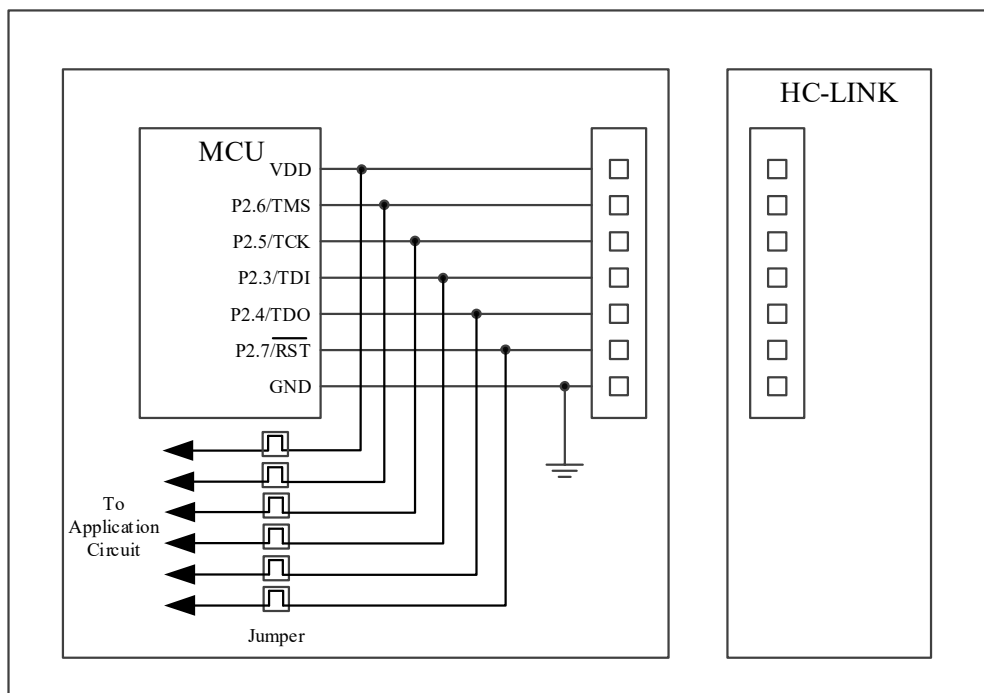 HC-LINK
MCU
VDD
P2.6/TMS
P2.5/TCK
P2.3/TDI
P2.4/TDO
P2.7/RST
GND
To
Application
Circuit
Jumper